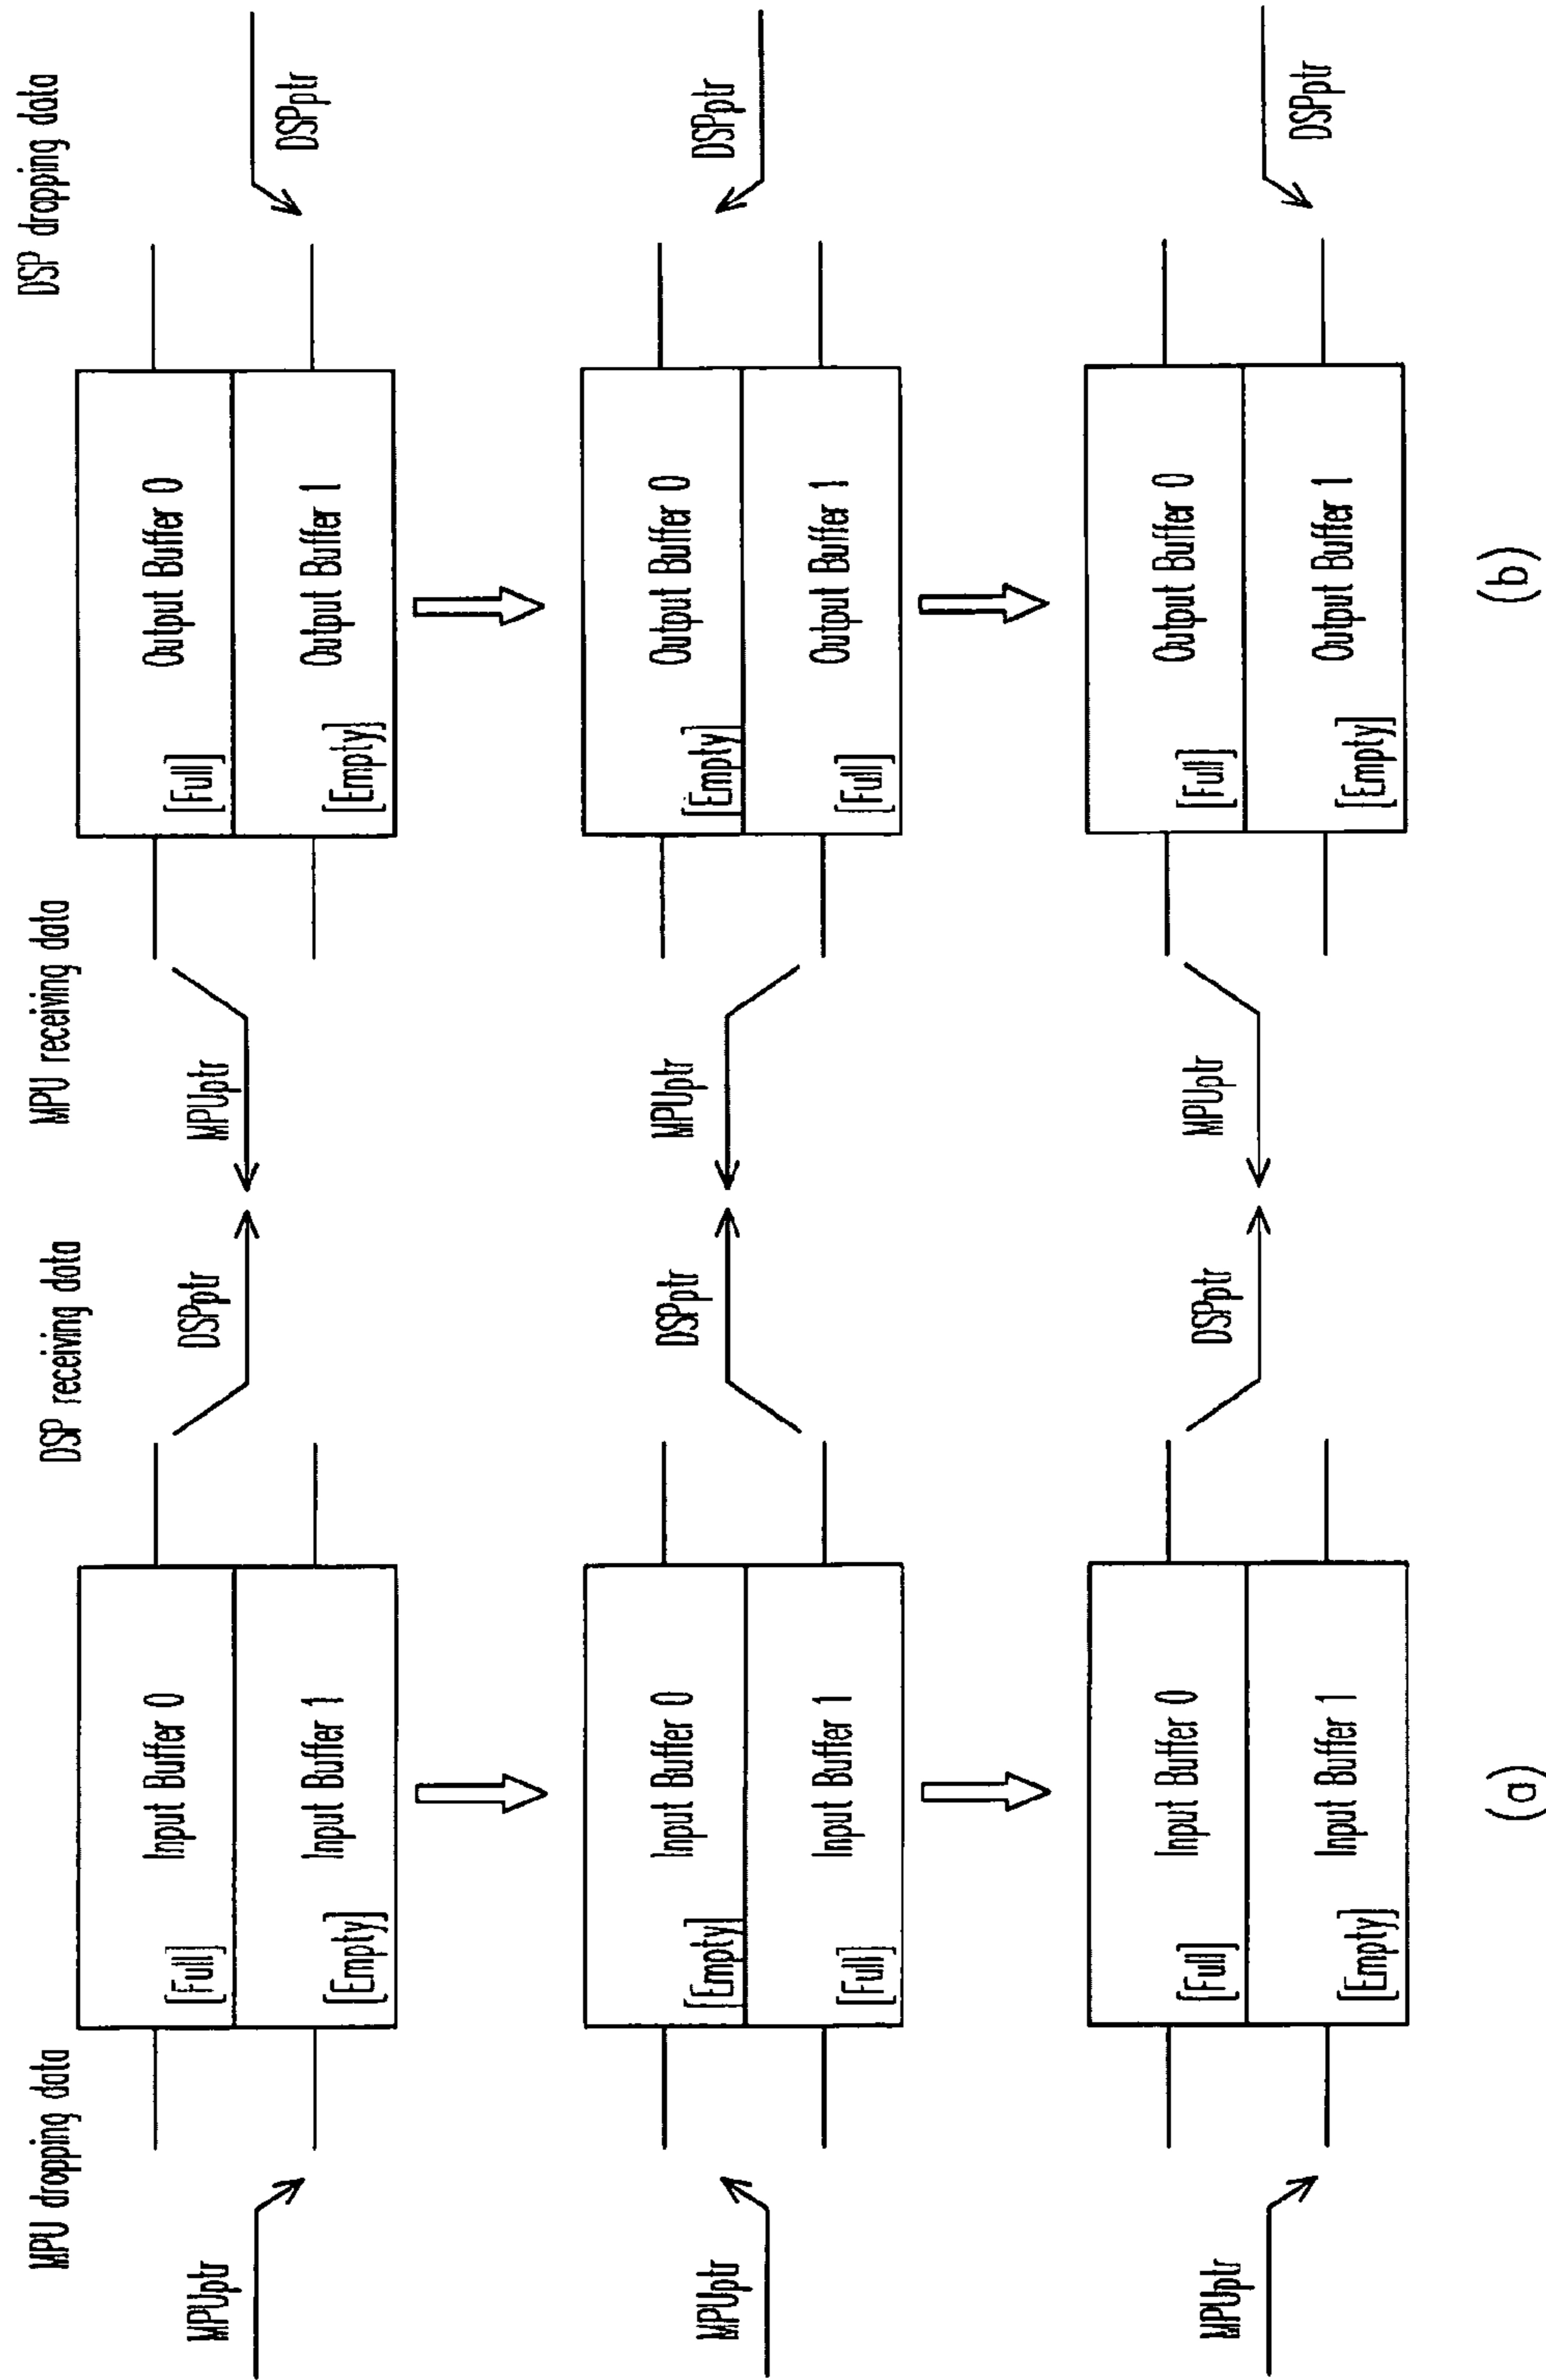 MPU dropping data
DSP receiving data
MPU receiving data
DSP dropping data
MPUptr
[Full]
Input Buffer 0
[Empty]
Input Buffer 1
DSPptr
MPUptr
[Full]
Output Buffer 0
[Empty]
Output Buffer 1
DSPptr
MPUptr
[Empty]
Input Buffer 0
[Full]
Input Buffer 1
DSPptr
MPUptr
[Empty]
Output Buffer 0
[Full]
Output Buffer 1
DSPptr
MPUptr
[Full]
Input Buffer 0
[Empty]
Input Buffer 1
DSPptr
MPUptr
[Full]
Output Buffer 0
[Empty]
Output Buffer 1
DSPptr
(a)
(b)